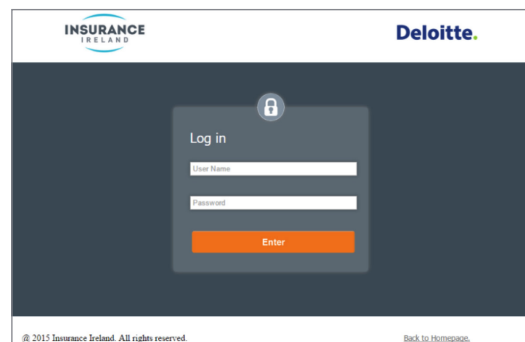 INSURANCE
IRELAND
Deloitte.
Log in
User Name
Password
Enter
@ 2015 Insurance Ireland. All rights reserved.
Back to Homepage.